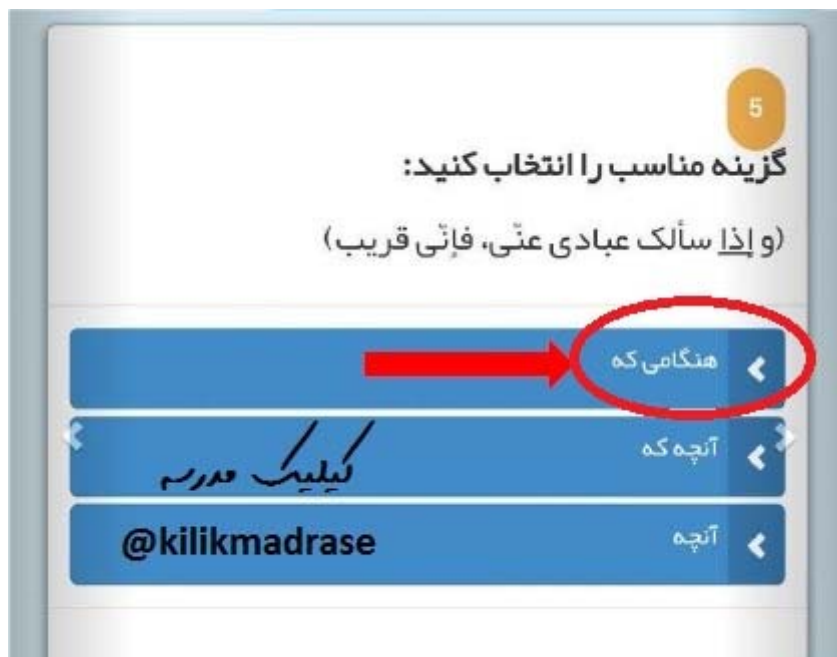 5
گزینه مناسب را انتخاب کنید:
(و إذا سألک عبادی عنّی، فإنّی قریب)
هنگامی که
آنچه که
کیلیک مدرسه
آنچه
@kilikmadrase